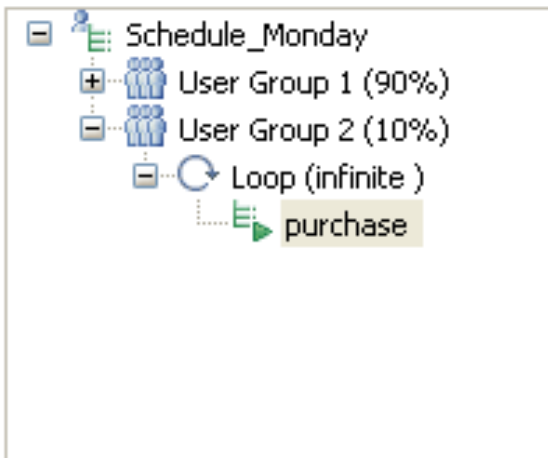 Schedule_Monday
User Group 1 (90%)
User Group 2 (10%)
Loop (infinite )
purchase